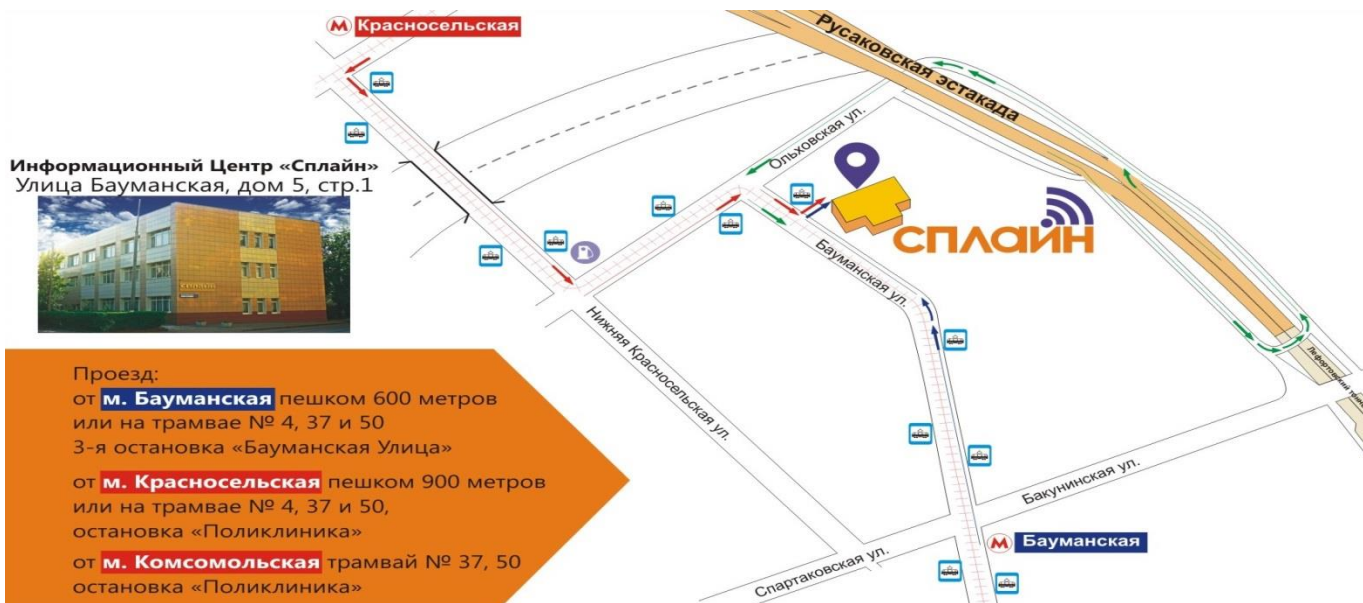 М Красносельская
Русаковская эстакада
Ольховская ул.
Информационный Центр «Сплайн»
Улица Бауманская, дом 5, стр.1
сплайн
Бауманская ул.
Нижняя Красносельская ул.
Лефортовский тонн
Проезд:
от м. Бауманская пешком 600 метров
или на трамвае № 4, 37 и 50
3-я остановка «Бауманская Улица»
от м. Красносельская пешком 900 метров
или на трамвае № 4, 37 и 50,
остановка «Поликлиника»
от м. Комсомольская трамвай № 37, 50
остановка «Поликлиника»
Бакунинская ул.
М Бауманская
Спартаковская ул.